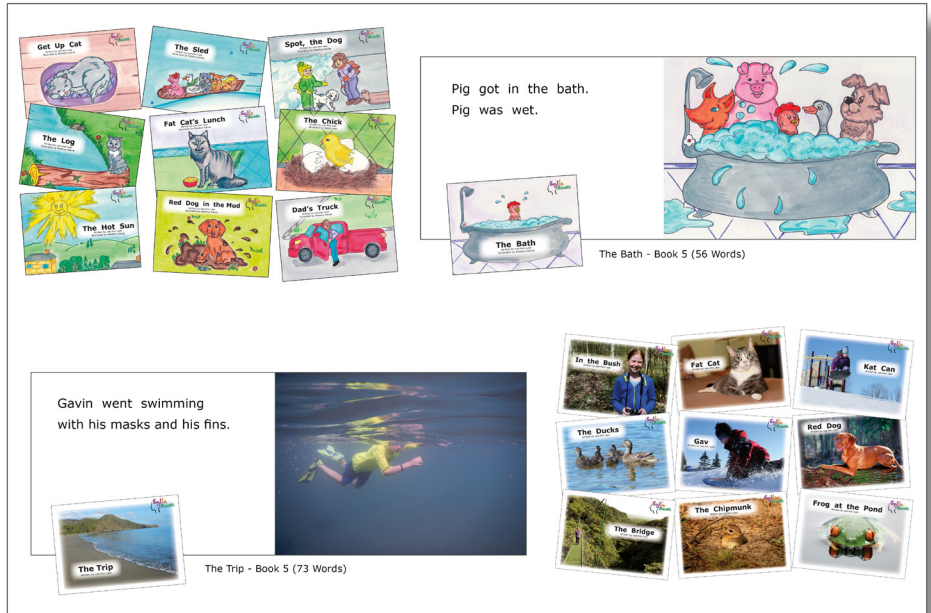 Get Up Cat
The Sled
Spot, the Dog
The Log
Fat Cat's Lunch
The Chick
The Hot Sun
Red Dog in the Mud
Dad's Truck
Pig got in the bath.
Pig was wet.
The Bath
The Bath - Book 5 (56 Words)
Gavin went swimming
with his masks and his fins.
The Trip
The Trip - Book 5 (73 Words)
In the Bush
Fat Cat
Kat Can
The Ducks
Gav
Red Dog
The Bridge
The Chipmunk
Frog at the Pond